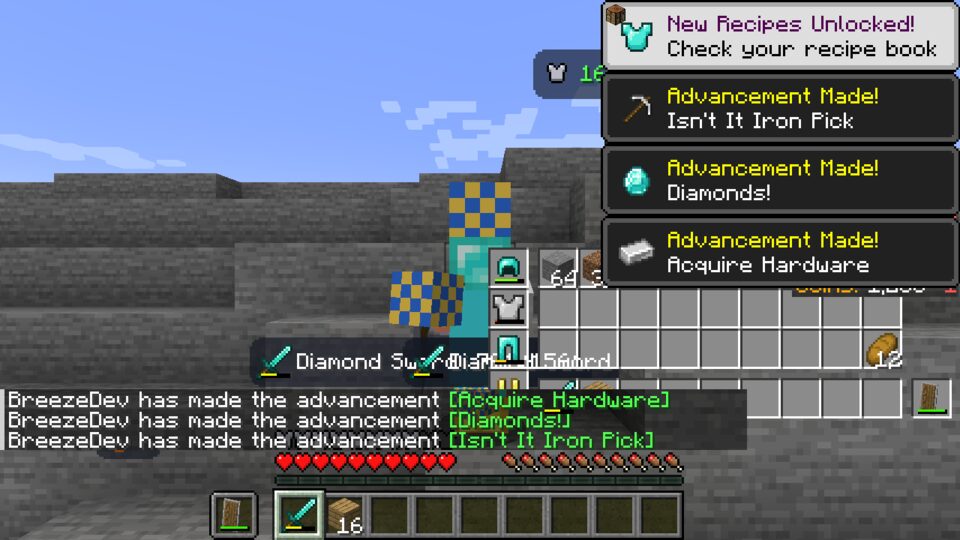 New Recipes Unlocked!
Check your recipe book
16
Advancement Made!
Isn't It Iron Pick
Advancement Made!
Diamonds!
Advancement Made!
Acquire Hardware
64
12
Diamond
BreezeDev has made the advancement [Acquire Hardware]
BreezeDev has made the advancement [Diamonds!]
BreezeDev has made the advancement [Isn't It Iron Pick]
16